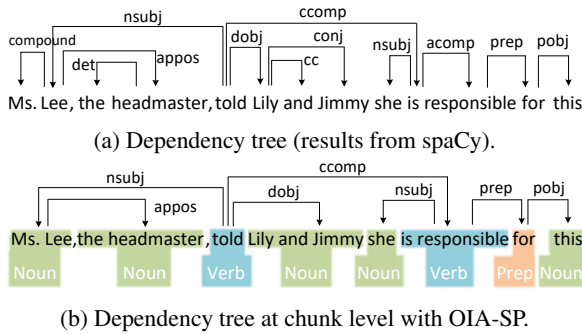 nsubj ccomp
compound dobj conj nsubj acomp prep pobj
det appos cc
Ms. Lee, the headmaster, told Lily and Jimmy she is responsible for this
(a) Dependency tree (results from spaCy).
ccomp
nsubj dobj nsubj prep pobj
appos
Ms. Lee, the headmaster, told Lily and Jimmy she is responsible for this
Noun Noun Verb Noun Noun Verb Prep Noun
(b) Dependency tree at chunk level with OIA-SP.